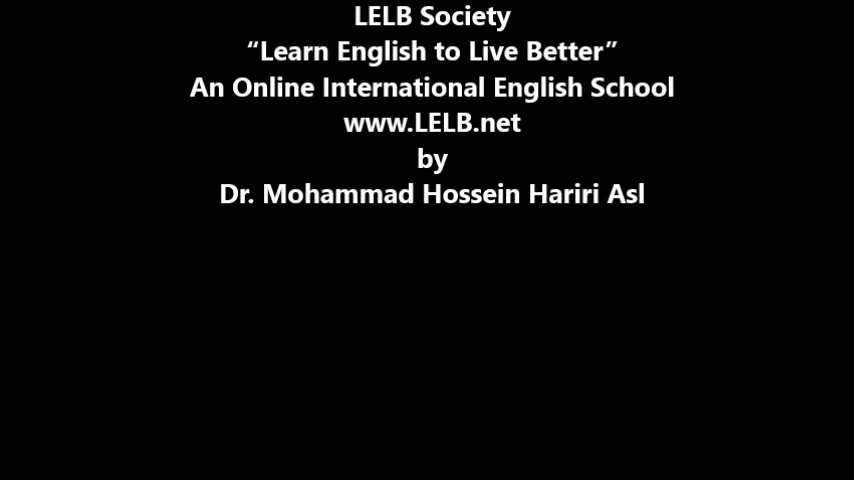 LELB Society
“Learn English to Live Better”
An Online International English School
www.LELB.net
by
Dr. Mohammad Hossein Hariri Asl